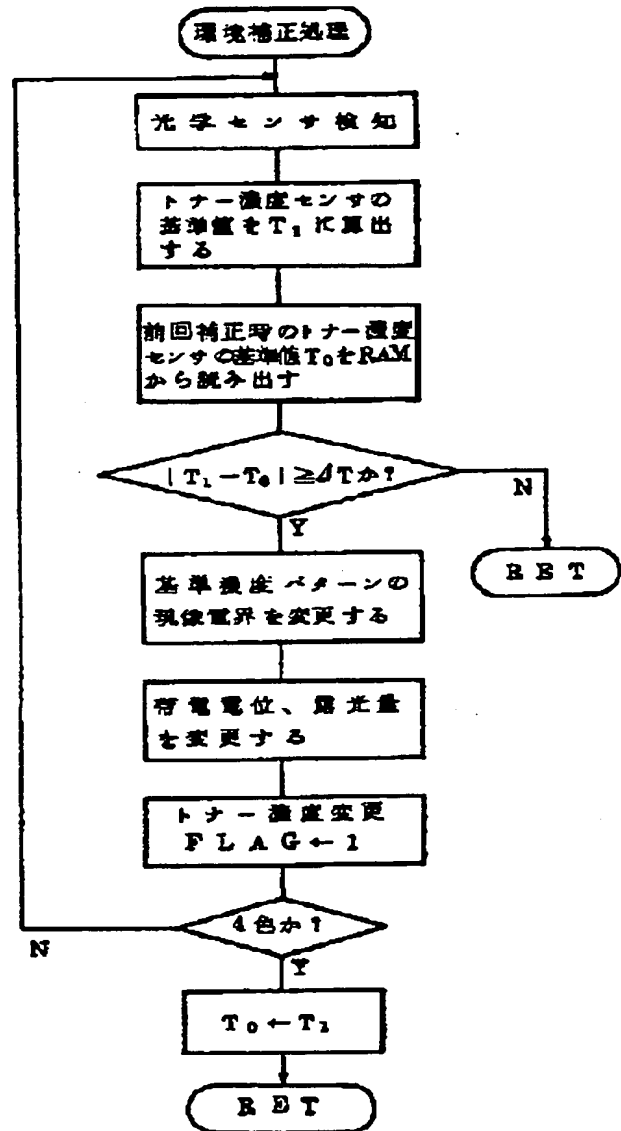 環境補正処理
光学センサ検知
トナー濃度センサの
基準値をT₁に算出
する
前回補正時のトナー濃度
センサの基準値T₀をRAM
から読み出す
|T₁−T₀|≧ΔTか?
N
Y
RET
基準濃度パターンの
現像電界を変更する
帯電電位、露光量
を変更する
トナー濃度変更
FLAG←1
4色か?
N
Y
T₀←T₁
RET